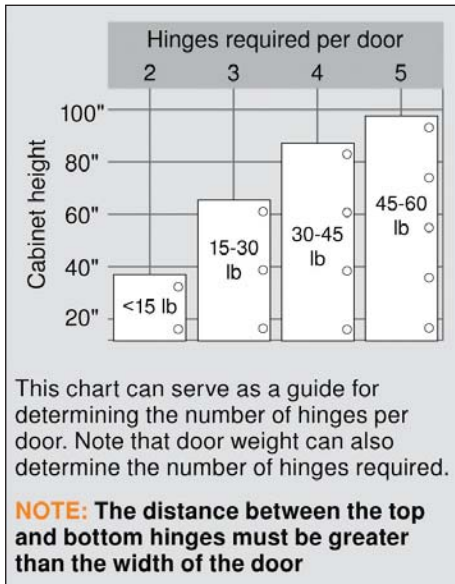 Hinges required per door
2 3 4 5
100"
80"
60"
40"
20"
Cabinet height
<15 lb
15-30
lb
30-45
lb
45-60
lb
This chart can serve as a guide for
determining the number of hinges per
door. Note that door weight can also
determine the number of hinges required.
NOTE: The distance between the top
and bottom hinges must be greater
than the width of the door